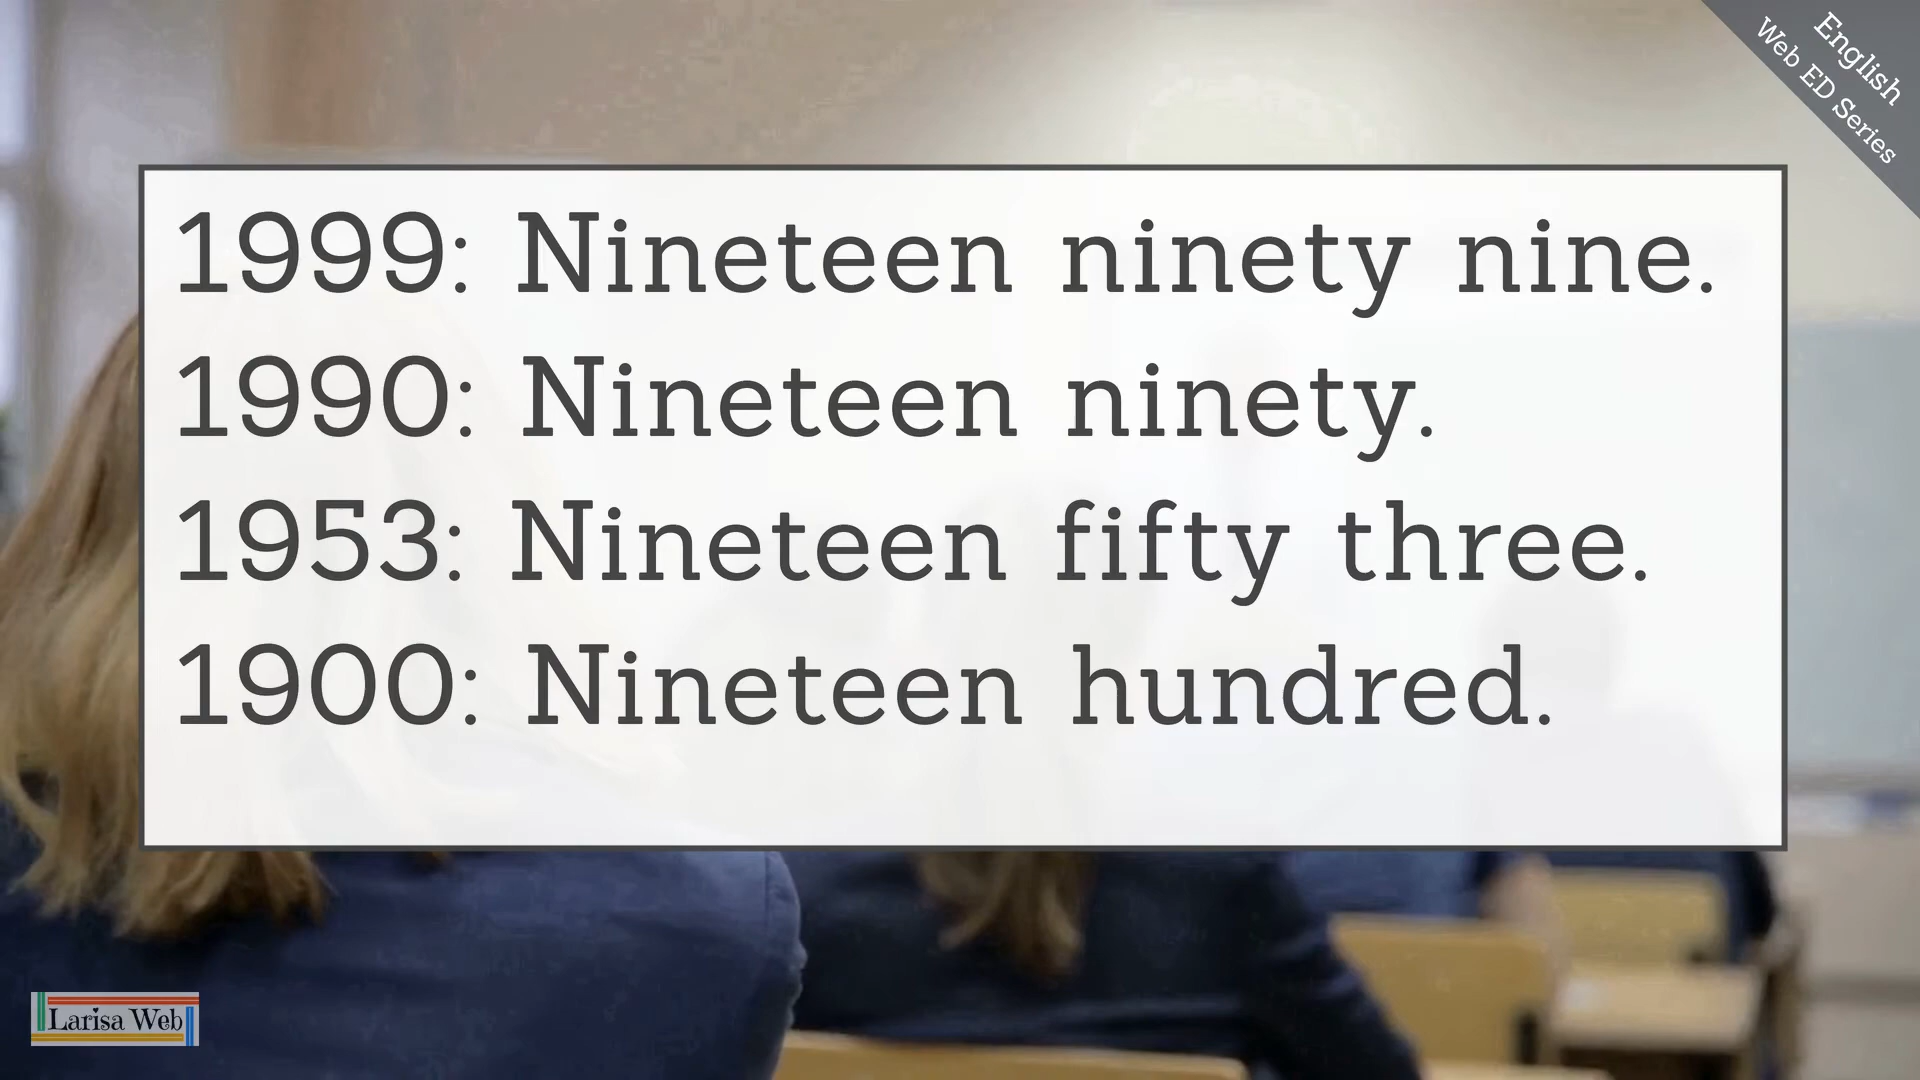 English
Web ED Series
1999: Nineteen ninety nine.
1990: Nineteen ninety.
1953: Nineteen fifty three.
1900: Nineteen hundred.
Larisa Web